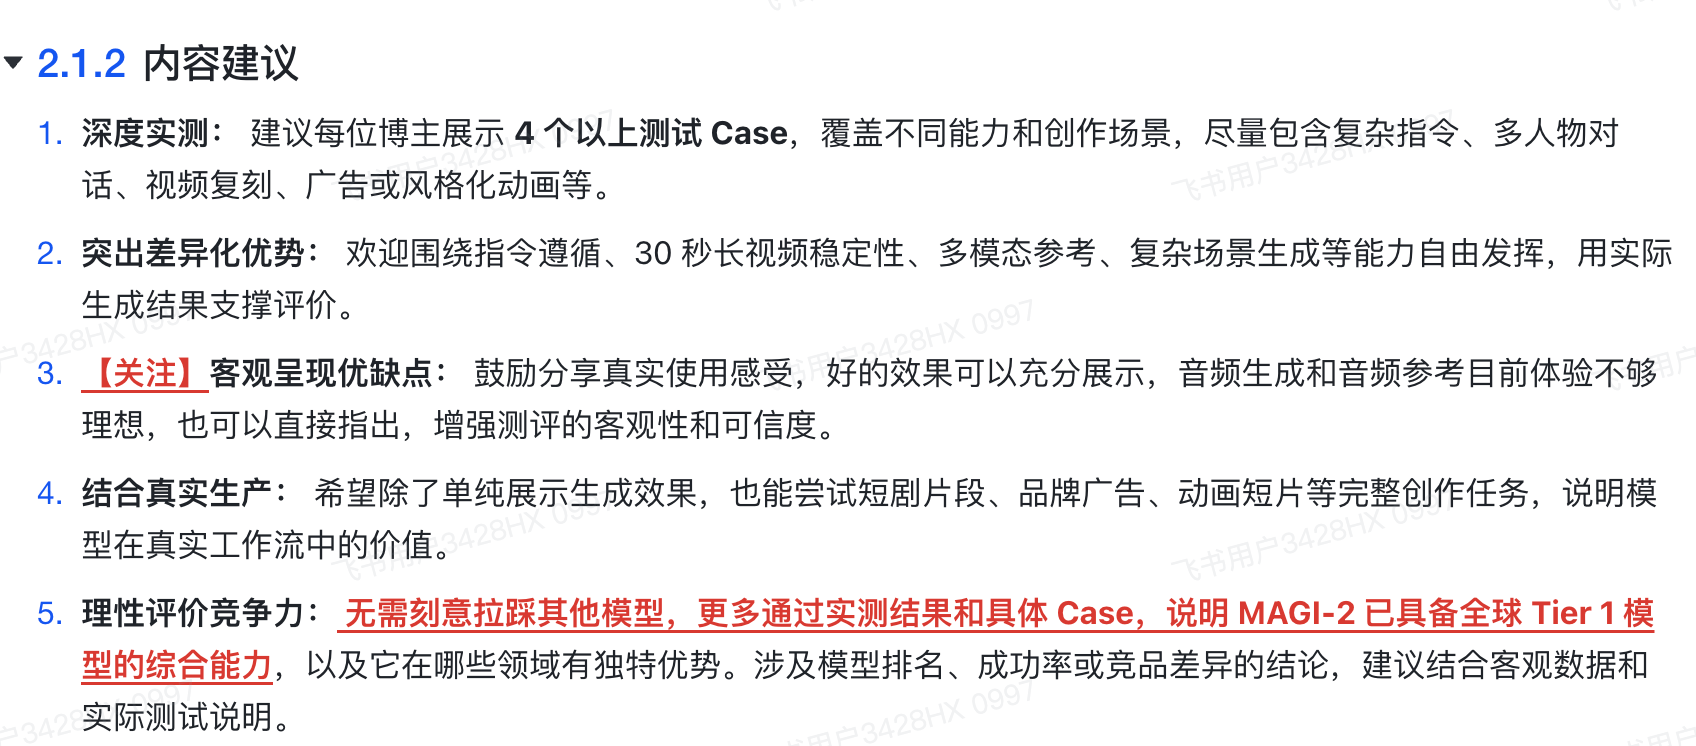 2.1.2 内容建议
1. 深度实测： 建议每位博主展示 4 个以上测试 Case，覆盖不同能力和创作场景，尽量包含复杂指令、多人物对
话、视频复刻、广告或风格化动画等。
2. 突出差异化优势： 欢迎围绕指令遵循、30 秒长视频稳定性、多模态参考、复杂场景生成等能力自由发挥，用实际
生成结果支撑评价。
3. 【关注】客观呈现优缺点： 鼓励分享真实使用感受，好的效果可以充分展示，音频生成和音频参考目前体验不够
理想，也可以直接指出，增强测评的客观性和可信度。
4. 结合真实生产： 希望除了单纯展示生成效果，也能尝试短剧片段、品牌广告、动画短片等完整创作任务，说明模
型在真实工作流中的价值。
5. 理性评价竞争力： 无需刻意拉踩其他模型，更多通过实测结果和具体 Case，说明 MAGI-2 已具备全球 Tier 1 模
型的综合能力，以及它在哪些领域有独特优势。涉及模型排名、成功率或竞品差异的结论，建议结合客观数据和
实际测试说明。
飞书用户3428HX 0997